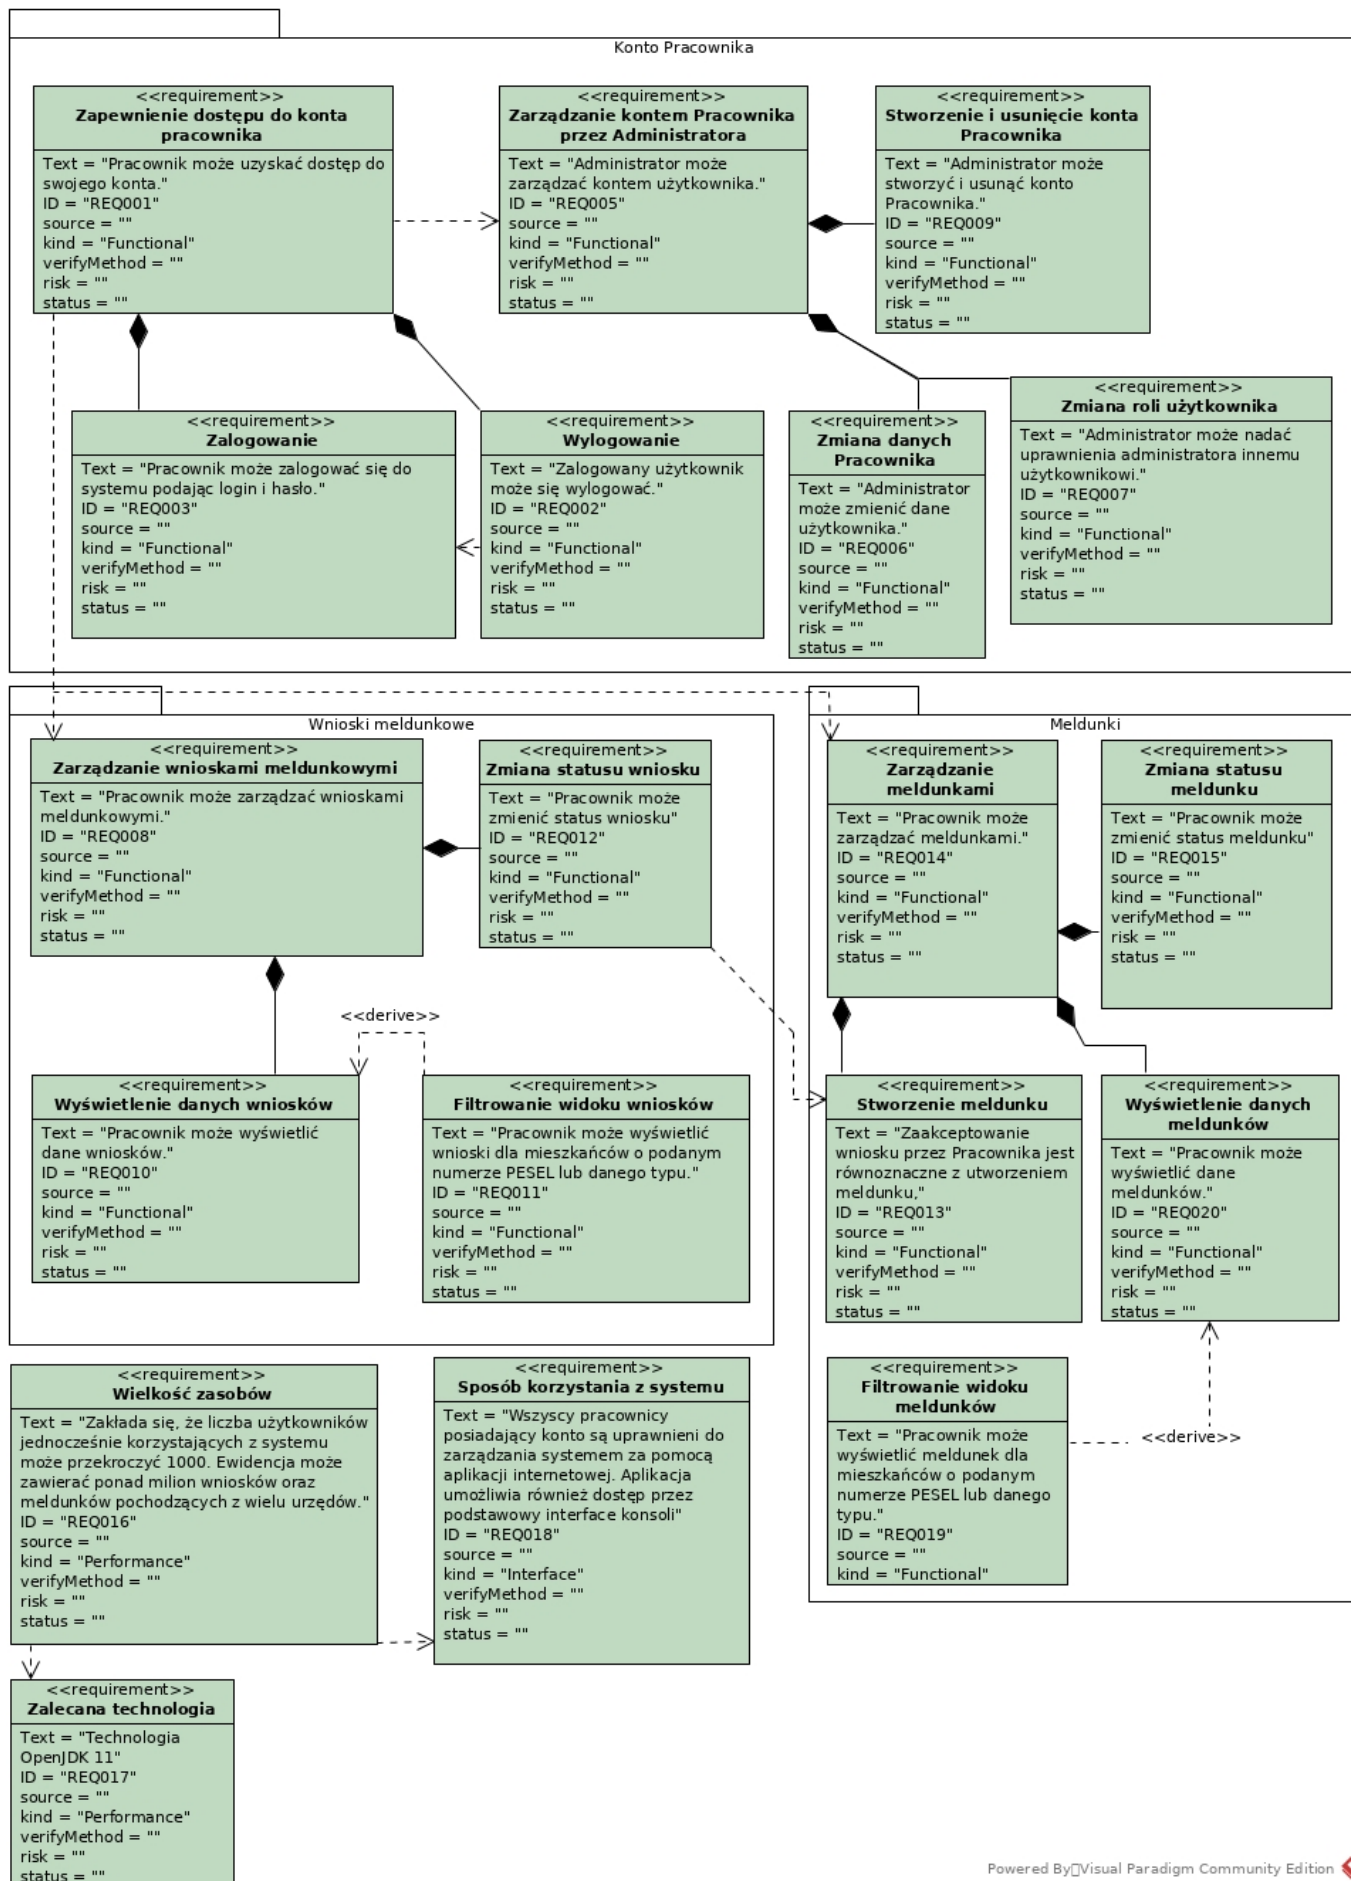 Konto Pracownika
<<requirement>>
Zapewnienie dostępu do konta
pracownika
Text = "Pracownik może uzyskać dostęp do
swojego konta."
ID = "REQ001"
source = ""
kind = "Functional"
verifyMethod = ""
risk = ""
status = ""
<<requirement>>
Zarządzanie kontem Pracownika
przez Administratora
Text = "Administrator może
zarządzać kontem użytkownika."
ID = "REQ005"
source = ""
kind = "Functional"
verifyMethod = ""
risk = ""
status = ""
<<requirement>>
Stworzenie i usunięcie konta
Pracownika
Text = "Administrator może
stworzyć i usunąć konto
Pracownika."
ID = "REQ009"
source = ""
kind = "Functional"
verifyMethod = ""
risk = ""
status = ""
<<requirement>>
Zalogowanie
Text = "Pracownik może zalogować się do
systemu podając login i hasło."
ID = "REQ003"
source = ""
kind = "Functional"
verifyMethod = ""
risk = ""
status = ""
<<requirement>>
Wylogowanie
Text = "Zalogowany użytkownik
może się wylogować."
ID = "REQ002"
source = ""
kind = "Functional"
verifyMethod = ""
risk = ""
status = ""
<<requirement>>
Zmiana danych
Pracownika
Text = "Administrator
może zmienić dane
użytkownika."
ID = "REQ006"
source = ""
kind = "Functional"
verifyMethod = ""
risk = ""
status = ""
<<requirement>>
Zmiana roli użytkownika
Text = "Administrator może nadać
uprawnienia administratora innemu
użytkownikowi."
ID = "REQ007"
source = ""
kind = "Functional"
verifyMethod = ""
risk = ""
status = ""
Wnioski meldunkowe
<<requirement>>
Zarządzanie wnioskami meldunkowymi
Text = "Pracownik może zarządzać wnioskami
meldunkowymi."
ID = "REQ008"
source = ""
kind = "Functional"
verifyMethod = ""
risk = ""
status = ""
<<requirement>>
Zmiana statusu wniosku
Text = "Pracownik może
zmienić status wniosku"
ID = "REQ012"
source = ""
kind = "Functional"
verifyMethod = ""
risk = ""
status = ""
<<derive>>
<<requirement>>
Wyświetlenie danych wniosków
Text = "Pracownik może wyświetlić
dane wniosków."
ID = "REQ010"
source = ""
kind = "Functional"
verifyMethod = ""
risk = ""
status = ""
<<requirement>>
Filtrowanie widoku wniosków
Text = "Pracownik może wyświetlić
wnioski dla mieszkańców o podanym
numerze PESEL lub danego typu."
ID = "REQ011"
source = ""
kind = "Functional"
verifyMethod = ""
risk = ""
status = ""
Meldunki
<<requirement>>
Zarządzanie
meldunkami
Text = "Pracownik może
zarządzać meldunkami."
ID = "REQ014"
source = ""
kind = "Functional"
verifyMethod = ""
risk = ""
status = ""
<<requirement>>
Zmiana statusu
meldunku
Text = "Pracownik może
zmienić status meldunku"
ID = "REQ015"
source = ""
kind = "Functional"
verifyMethod = ""
risk = ""
status = ""
<<requirement>>
Stworzenie meldunku
Text = "Zaakceptowanie
wniosku przez Pracownika jest
równoznaczne z utworzeniem
meldunku,"
ID = "REQ013"
source = ""
kind = "Functional"
verifyMethod = ""
risk = ""
status = ""
<<requirement>>
Wyświetlenie danych
meldunków
Text = "Pracownik może
wyświetlić dane
meldunków."
ID = "REQ020"
source = ""
kind = "Functional"
verifyMethod = ""
risk = ""
status = ""
<<requirement>>
Filtrowanie widoku
meldunków
Text = "Pracownik może
wyświetlić meldunek dla
mieszkańców o podanym
numerze PESEL lub danego
typu."
ID = "REQ019"
source = ""
kind = "Functional"
<<derive>>
<<requirement>>
Wielkość zasobów
Text = "Zakłada się, że liczba użytkowników
jednocześnie korzystających z systemu
może przekroczyć 1000. Ewidencja może
zawierać ponad milion wniosków oraz
meldunków pochodzących z wielu urzędów."
ID = "REQ016"
source = ""
kind = "Performance"
verifyMethod = ""
risk = ""
status = ""
<<requirement>>
Sposób korzystania z systemu
Text = "Wszyscy pracownicy
posiadający konto są uprawnieni do
zarządzania systemem za pomocą
aplikacji internetowej. Aplikacja
umożliwia również dostęp przez
podstawowy interface konsoli"
ID = "REQ018"
source = ""
kind = "Interface"
verifyMethod = ""
risk = ""
status = ""
<<requirement>>
Zalecana technologia
Text = "Technologia
OpenJDK 11"
ID = "REQ017"
source = ""
kind = "Performance"
verifyMethod = ""
risk = ""
status = ""
Powered By▯Visual Paradigm Community Edition